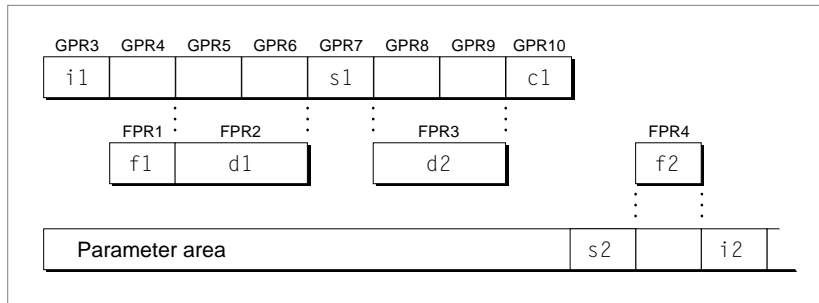 GPR3 GPR4 GPR5 GPR6 GPR7 GPR8 GPR9 GPR10
i1 s1 c1
FPR1 FPR2 FPR3 FPR4
f1 d1 d2 f2
Parameter area s2 i2